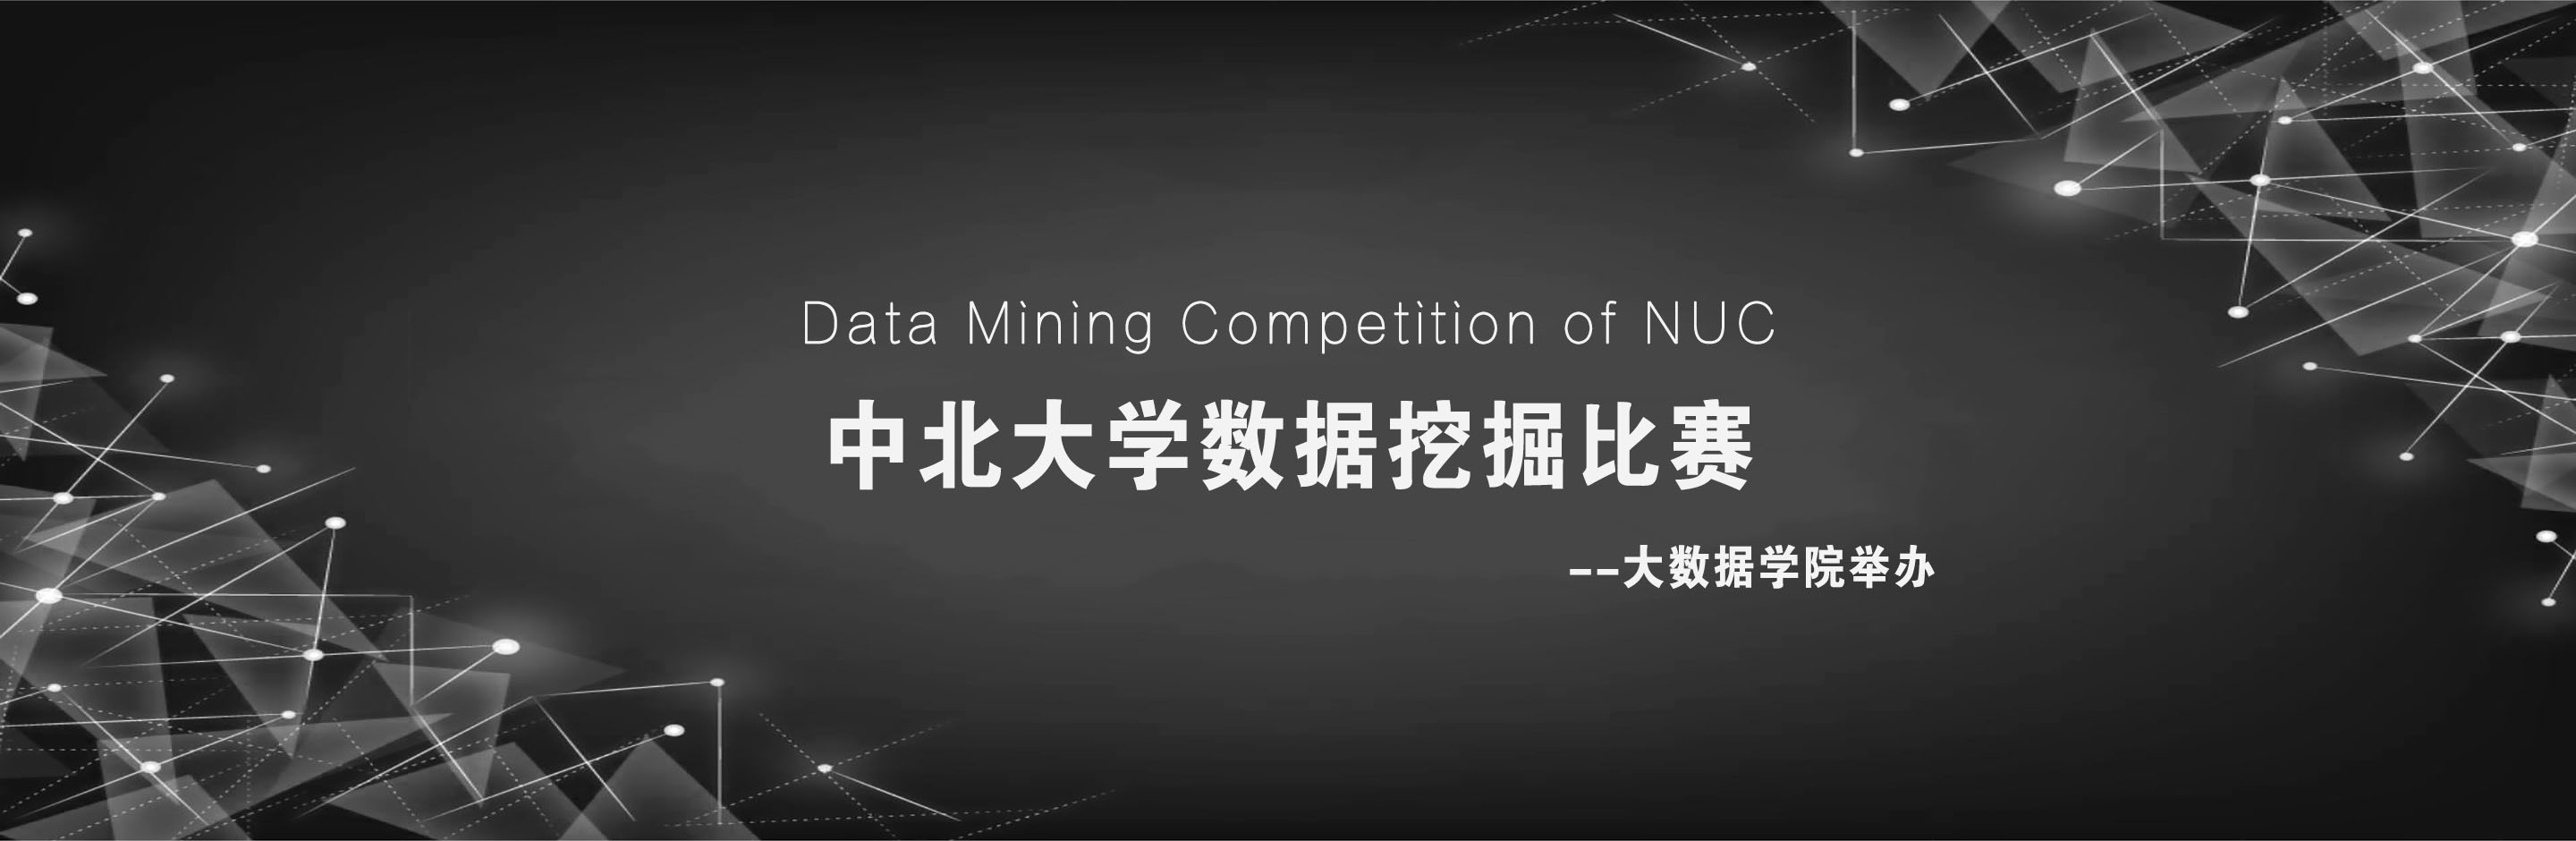 Data Mining Competition of NUC
中北大学数据挖掘比赛
--大数据学院举办